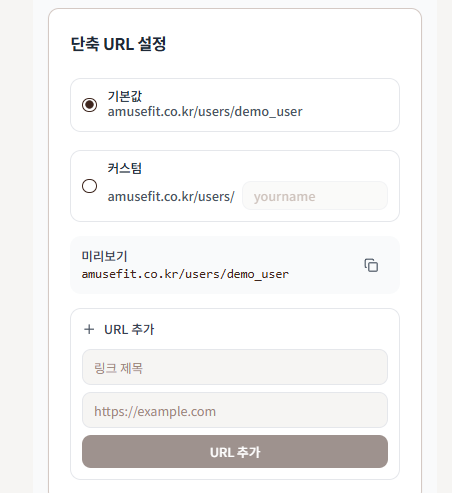 단축 URL 설정
기본값
amusefit.co.kr/users/demo_user
커스텀
amusefit.co.kr/users/ yourname
미리보기
amusefit.co.kr/users/demo_user
+ URL 추가
링크 제목
https://example.com
URL 추가